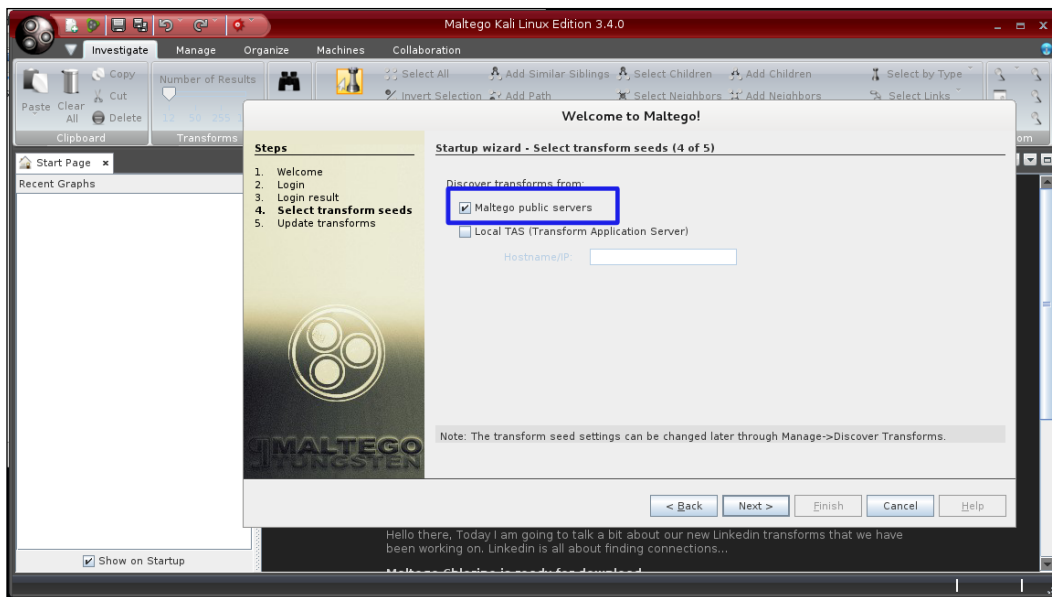 Maltego Kali Linux Edition 3.4.0
Investigate Manage Organize Machines Collaboration
Copy
Cut
Delete
Paste Clear All
Clipboard
Number of Results
12 50 255
Transforms
Select All Add Similar Siblings Select Children Add Children Select by Type
Invert Selection Add Path Select Neighbors Add Neighbors Select Links
Start Page
Recent Graphs
Show on Startup
Welcome to Maltego!
Steps
1. Welcome
2. Login
3. Login result
4. Select transform seeds
5. Update transforms
MALTEGO
TUNGSTEN
Startup wizard - Select transform seeds (4 of 5)
Discover transforms from:
Maltego public servers
Local TAS (Transform Application Server)
Hostname/IP:
Note: The transform seed settings can be changed later through Manage->Discover Transforms.
< Back Next > Finish Cancel Help
Hello there, Today I am going to talk a bit about our new Linkedin transforms that we have
been working on. Linkedin is all about finding connections...